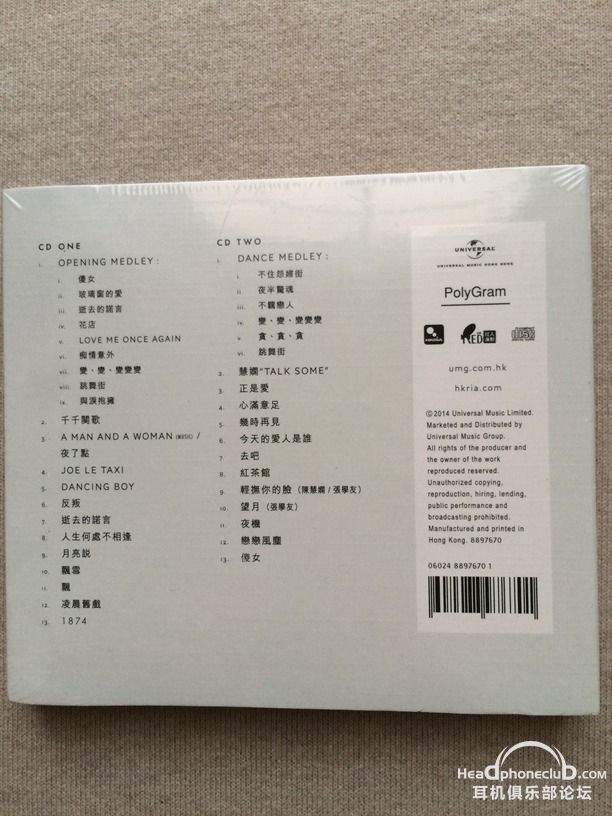 CD ONE
1. OPENING MEDLEY :
i. 傻女
ii. 玻璃窗的愛
iii. 逝去的諾言
iv. 花店
v. LOVE ME ONCE AGAIN
vi. 痴情意外
vii. 變、變、變變變
viii. 跳舞街
ix. 與淚抱擁
2. 千千闋歌
3. A MAN AND A WOMAN (MUSIC) /
夜了點
4. JOE LE TAXI
5. DANCING BOY
6. 反叛
7. 逝去的諾言
8. 人生何處不相逢
9. 月亮説
10. 飄雪
11. 飄
12. 凌晨舊戲
13. 1874
CD TWO
1. DANCE MEDLEY :
i. 不住怨婦街
ii. 夜半驚魂
iii. 不羈戀人
iv. 變、變、變變變
v. 貪、貪、貪
vi. 跳舞街
2. 慧嫻"TALK SOME"
3. 正是愛
4. 心滿意足
5. 幾時再見
6. 今天的愛人是誰
7. 去吧
8. 紅茶館
9. 輕撫你的臉（陳慧嫻 / 張學友）
10. 望月（張學友）
11. 夜機
12. 戀戀風塵
13. 傻女
UNIVERSAL
UNIVERSAL MUSIC HONG KONG
PolyGram
HKRIA
RED
umg.com.hk
hkria.com
©2014 Universal Music Limited.
Marketed and Distributed by
Universal Music Group.
All rights of the producer and
the owner of the work
reproduced reserved.
Unauthorized copying,
reproduction, hiring, lending,
public performance and
broadcasting prohibited.
Manufactured and printed in
Hong Kong. 8897670
06024 8897670 1
Headphoneclub.com
耳机俱乐部论坛